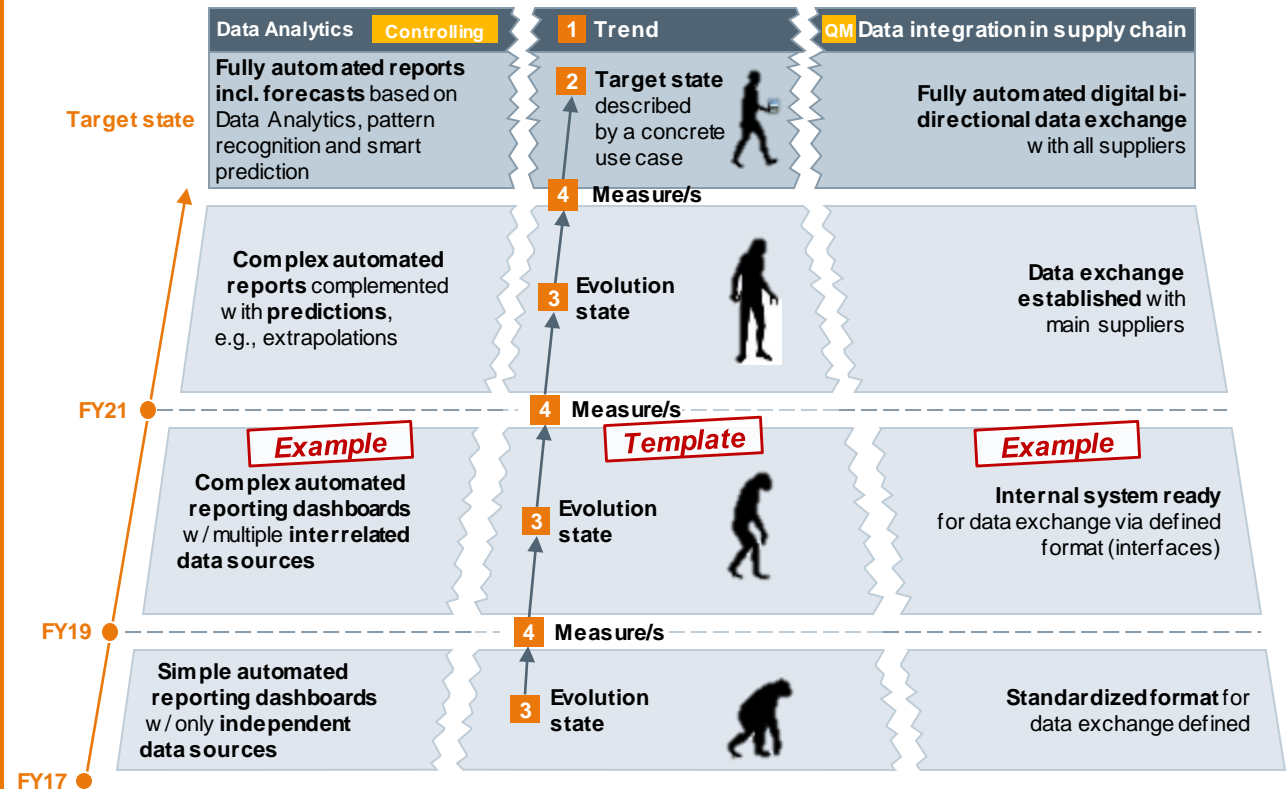 Data Analytics Controlling
1 Trend
QM Data integration in supply chain
Target state
Fully automated reports
incl. forecasts based on
Data Analytics, pattern
recognition and smart
prediction
2 Target state
described
by a concrete
use case
Fully automated digital bi-
directional data exchange
with all suppliers
4 Measure/s
Complex automated
reports complemented
with predictions,
e.g., extrapolations
3 Evolution
state
Data exchange
established with
main suppliers
FY21
4 Measure/s
Example
Template
Example
Complex automated
reporting dashboards
w/ multiple interrelated
data sources
3 Evolution
state
Internal system ready
for data exchange via defined
format (interfaces)
FY19
4 Measure/s
Simple automated
reporting dashboards
w/ only independent
data sources
3 Evolution
state
Standardized format for
data exchange defined
FY17